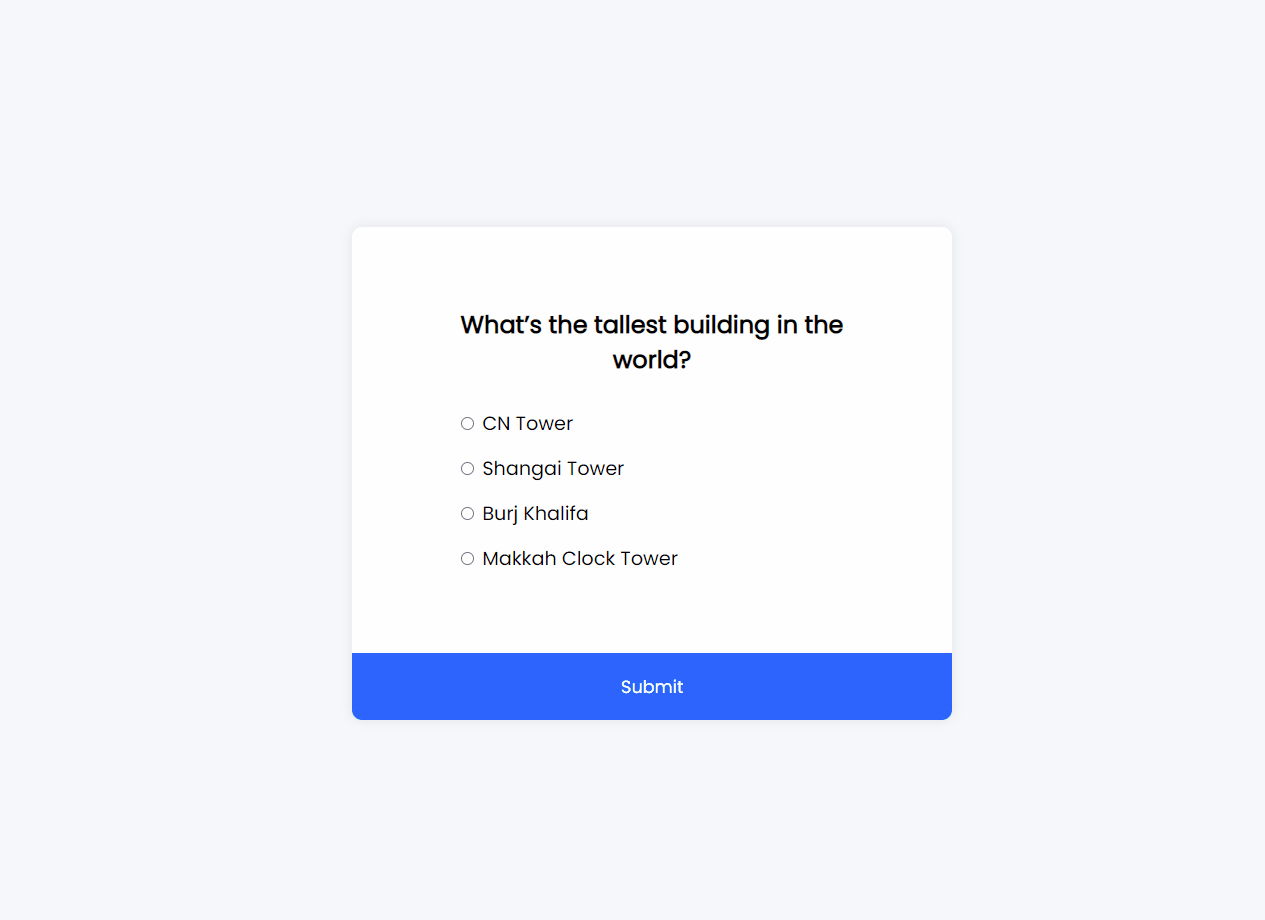 What’s the tallest building in the
world?
CN Tower
Shangai Tower
Burj Khalifa
Makkah Clock Tower
Submit